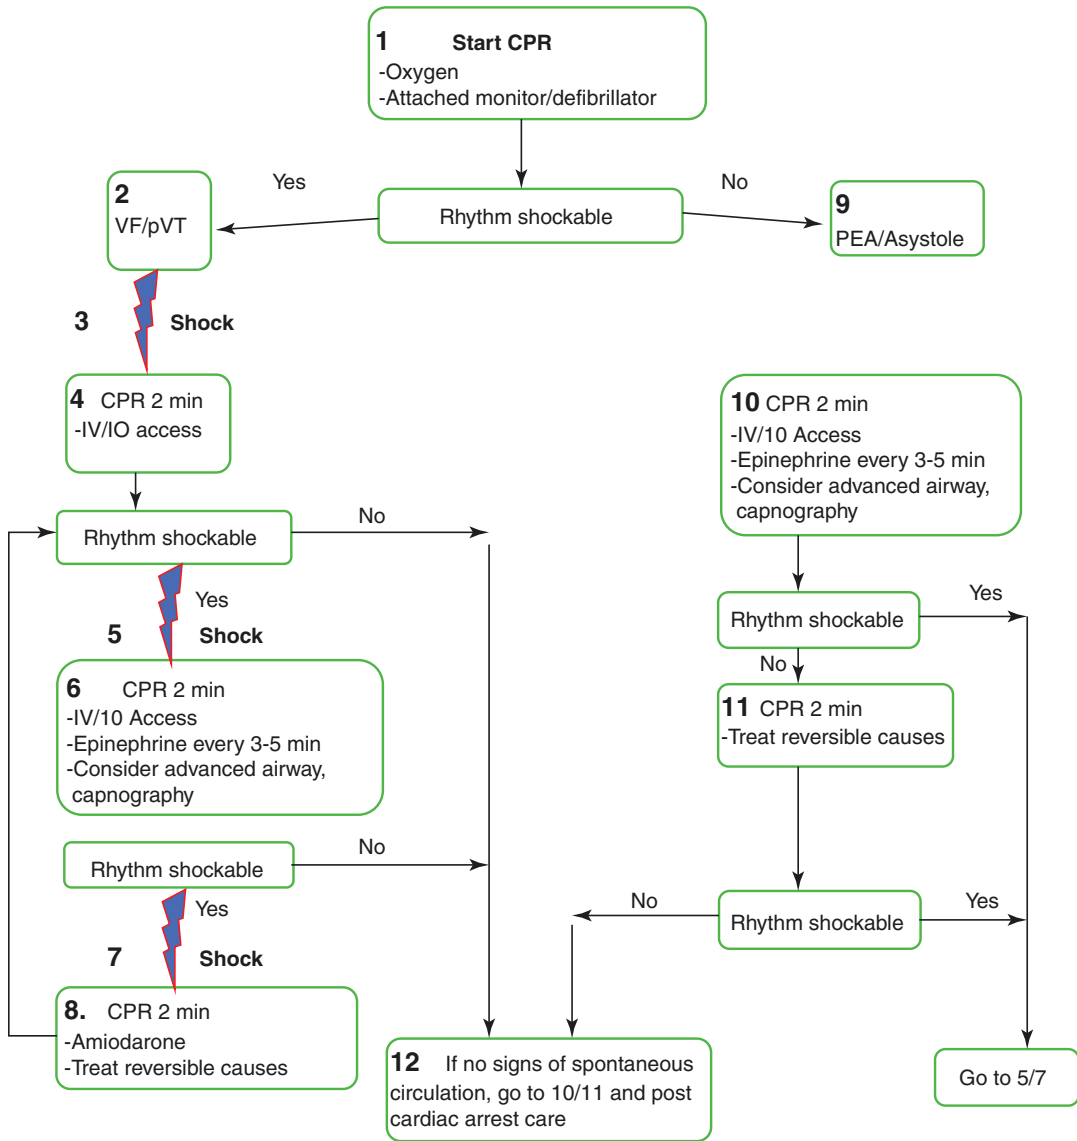 1 Start CPR
-Oxygen
-Attached monitor/defibrillator
Yes
Rhythm shockable
No
2
VF/pVT
9
PEA/Asystole
3 Shock
4 CPR 2 min
-IV/IO access
Rhythm shockable
No
Yes
5 Shock
6 CPR 2 min
-IV/10 Access
-Epinephrine every 3-5 min
-Consider advanced airway,
capnography
Rhythm shockable
No
Yes
7 Shock
8. CPR 2 min
-Amiodarone
-Treat reversible causes
10 CPR 2 min
-IV/10 Access
-Epinephrine every 3-5 min
-Consider advanced airway,
capnography
Rhythm shockable
Yes
No
11 CPR 2 min
-Treat reversible causes
No
Rhythm shockable
Yes
12 If no signs of spontaneous
circulation, go to 10/11 and post
cardiac arrest care
Go to 5/7